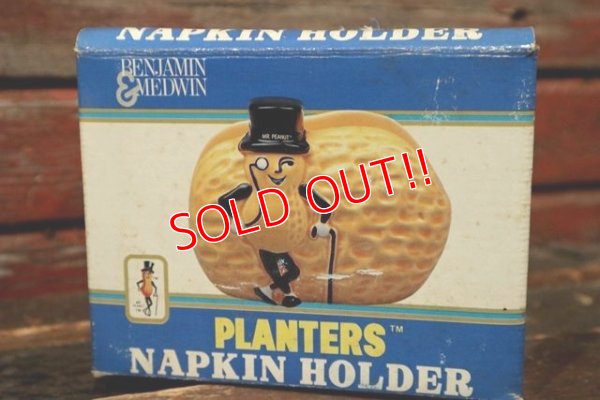 NAPKIN HOLDER
BENJAMIN
& MEDWIN
MR. PEANUT
SOLD OUT!!
PLANTERS™
NAPKIN HOLDER